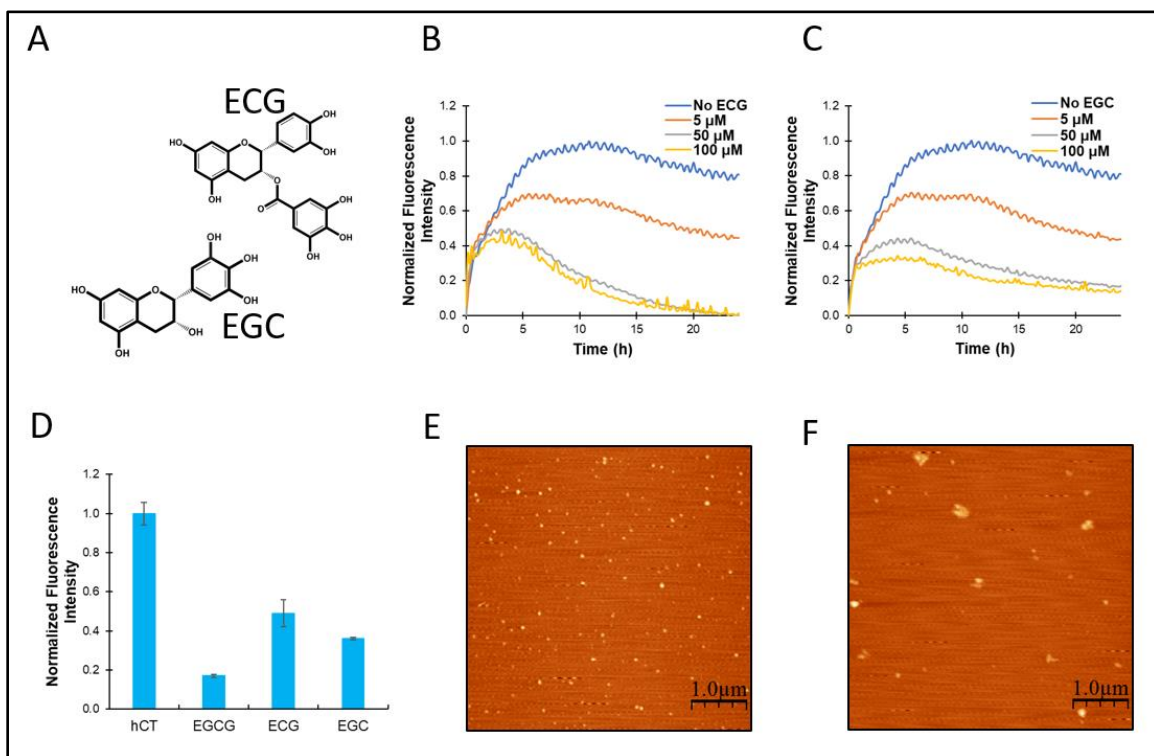 A
ECG
OH
OH
HO
O
OH
O
O
OH
OH
OH
OH
OH
HO
O
OH
OH
OH
EGC
B
Normalized Fluorescence
Intensity
1.2
1.0
0.8
0.6
0.4
0.2
0.0
No ECG
5 µM
50 µM
100 µM
0
5
10
15
20
Time (h)
C
Normalized Fluorescence
Intensity
1.2
1.0
0.8
0.6
0.4
0.2
0.0
No EGC
5 µM
50 µM
100 µM
0
5
10
15
20
Time (h)
D
Normalized Fluorescence
Intensity
1.2
1.0
0.8
0.6
0.4
0.2
0.0
hCT
EGCG
ECG
EGC
E
1.0µm
F
1.0µm